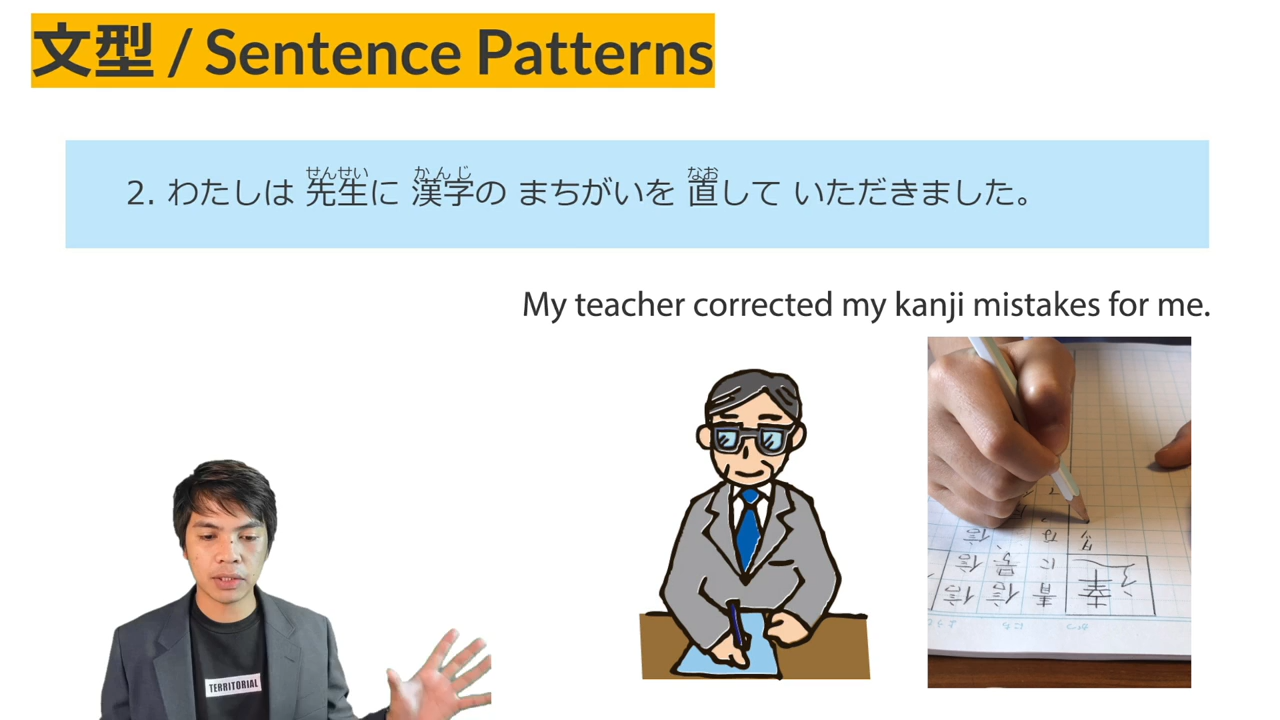 文型 / Sentence Patterns
2. わたしは 先生に 漢字の まちがいを 直して いただきました。
せんせい かんじ なお
My teacher corrected my kanji mistakes for me.
TERRITORIAL